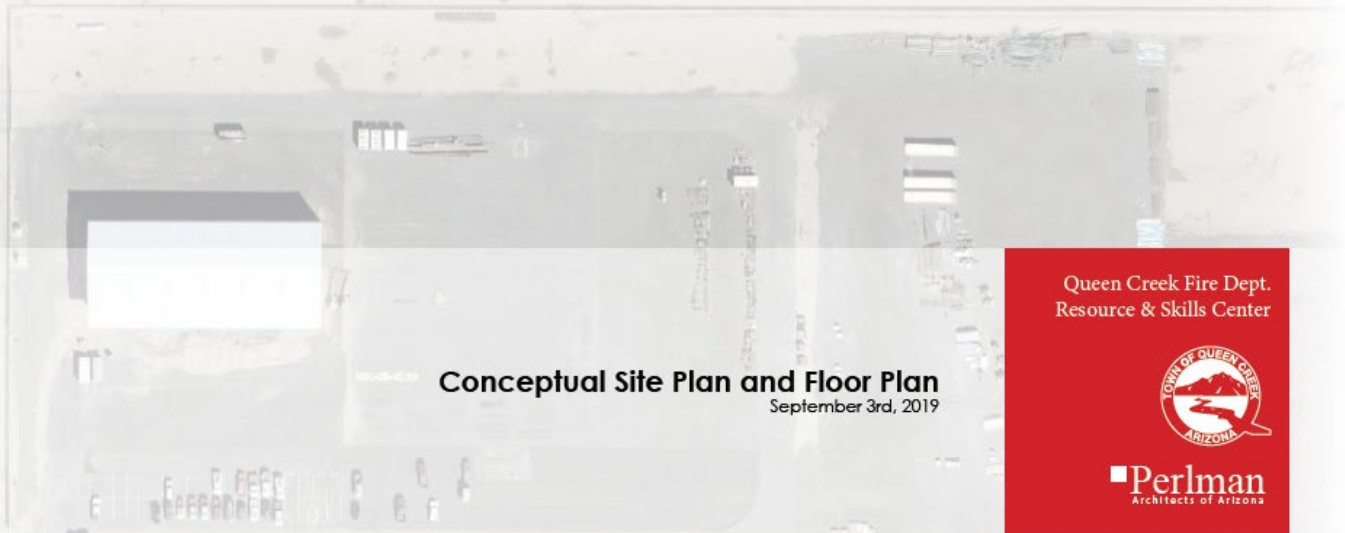 Queen Creek Fire Dept.
Resource & Skills Center
TOWN OF QUEEN CREEK
ARIZONA
Conceptual Site Plan and Floor Plan
September 3rd, 2019
Perlman
Architects of Arizona